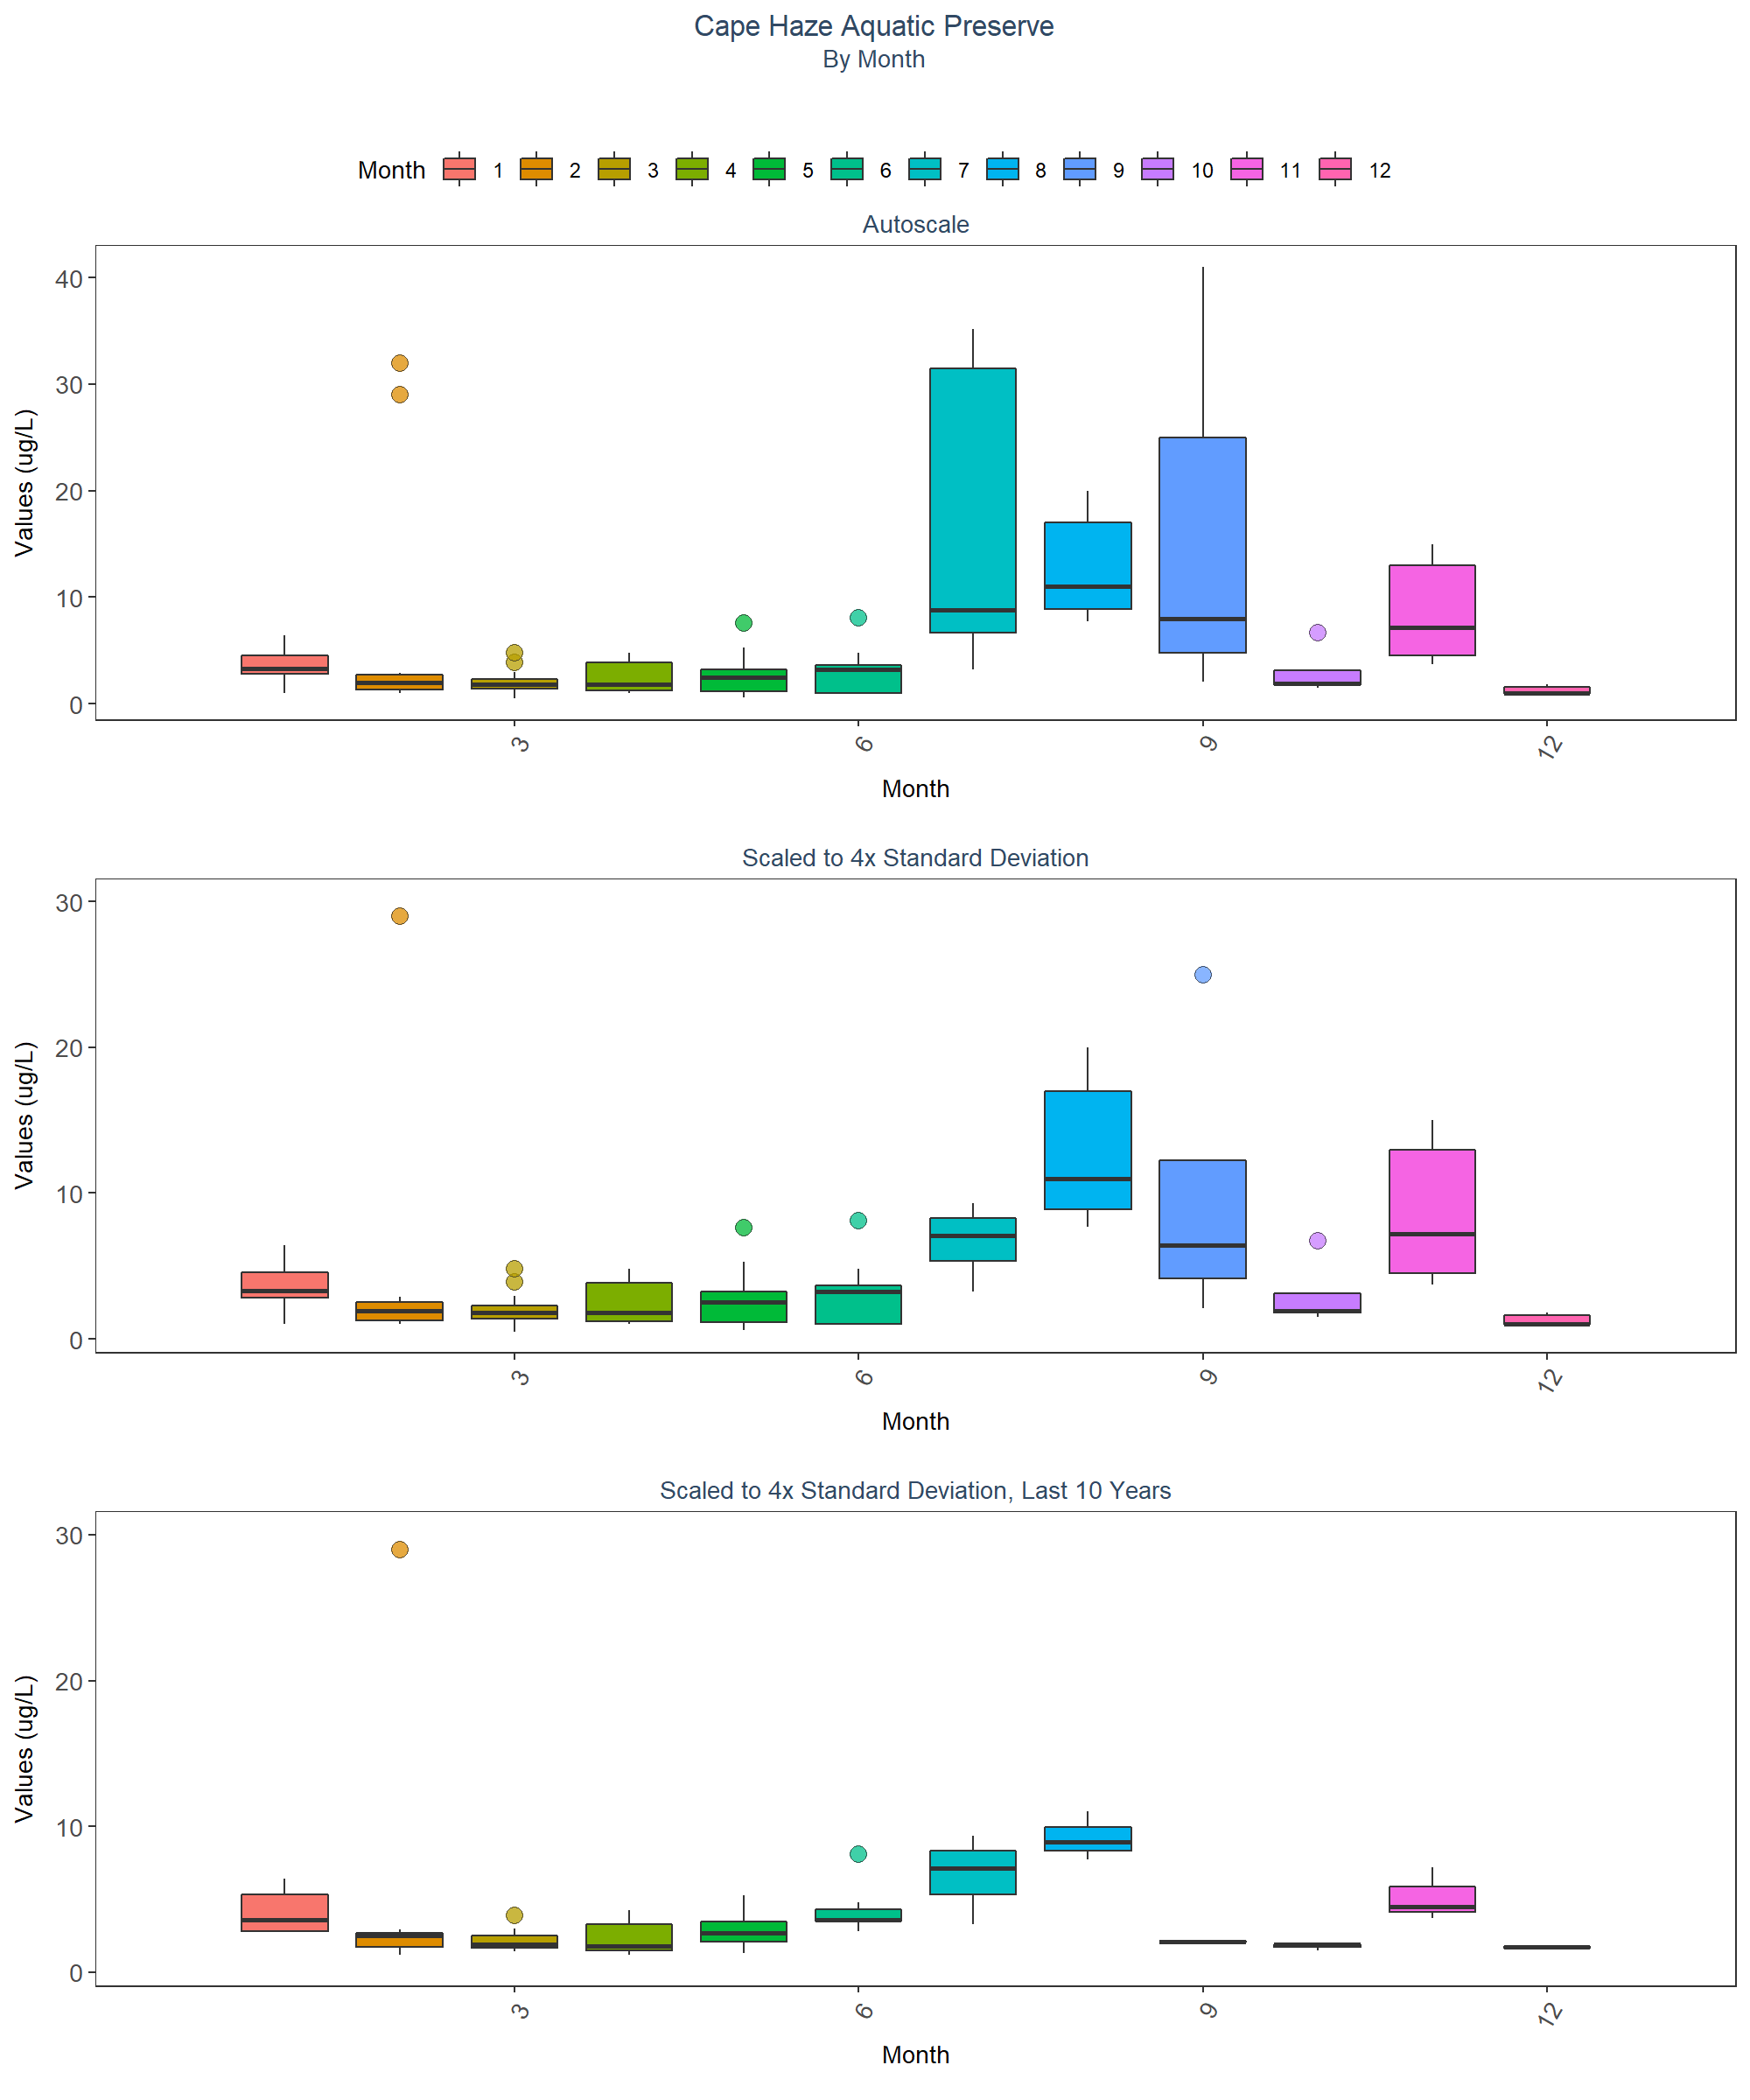 Cape Haze Aquatic Preserve
By Month
Month 1 2 3 4 5 6 7 8 9 10 11 12
Autoscale
Values (ug/L)
40
30
20
10
0
3 6 9 12
Month
Scaled to 4x Standard Deviation
Values (ug/L)
30
20
10
0
3 6 9 12
Month
Scaled to 4x Standard Deviation, Last 10 Years
Values (ug/L)
30
20
10
0
3 6 9 12
Month